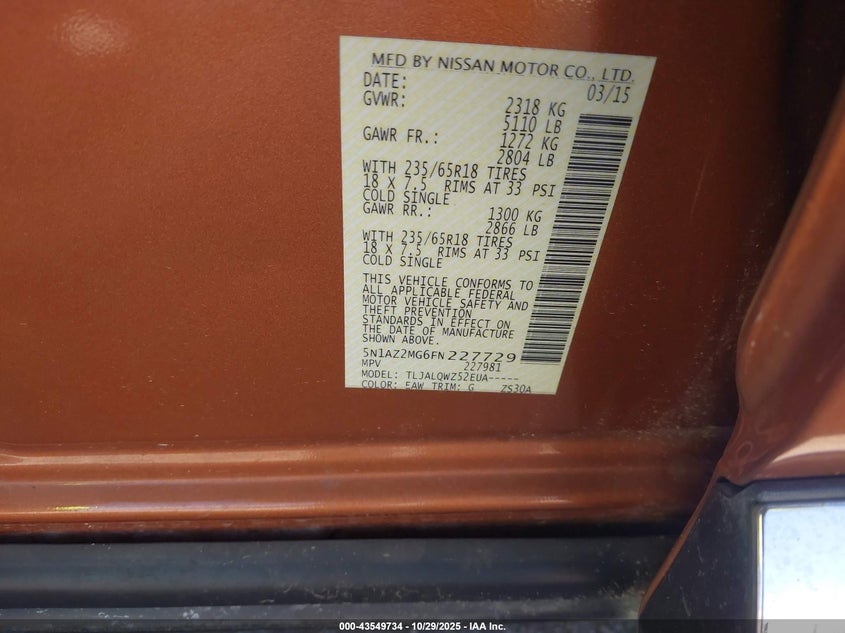 MFD BY NISSAN MOTOR CO., LTD.
DATE: 03/15
GVWR: 2318 KG
5110 LB
GAWR FR.: 1272 KG
2804 LB
WITH 235/65R18 TIRES
18 X 7.5 RIMS AT 33 PSI
COLD SINGLE
GAWR RR.: 1300 KG
2866 LB
WITH 235/65R18 TIRES
18 X 7.5 RIMS AT 33 PSI
COLD SINGLE
THIS VEHICLE CONFORMS TO
ALL APPLICABLE FEDERAL
MOTOR VEHICLE SAFETY AND
THEFT PREVENTION
STANDARDS IN EFFECT ON
THE DATE OF MANUFACTURE
SHOWN ABOVE.
5N1AZ2MG6FN227729
MPV 227981
MODEL: TLJALQWZ52EUA-----
COLOR: EAW TRIM: G ZS30A
000-43549734 - 10/29/2025 - IAA Inc.